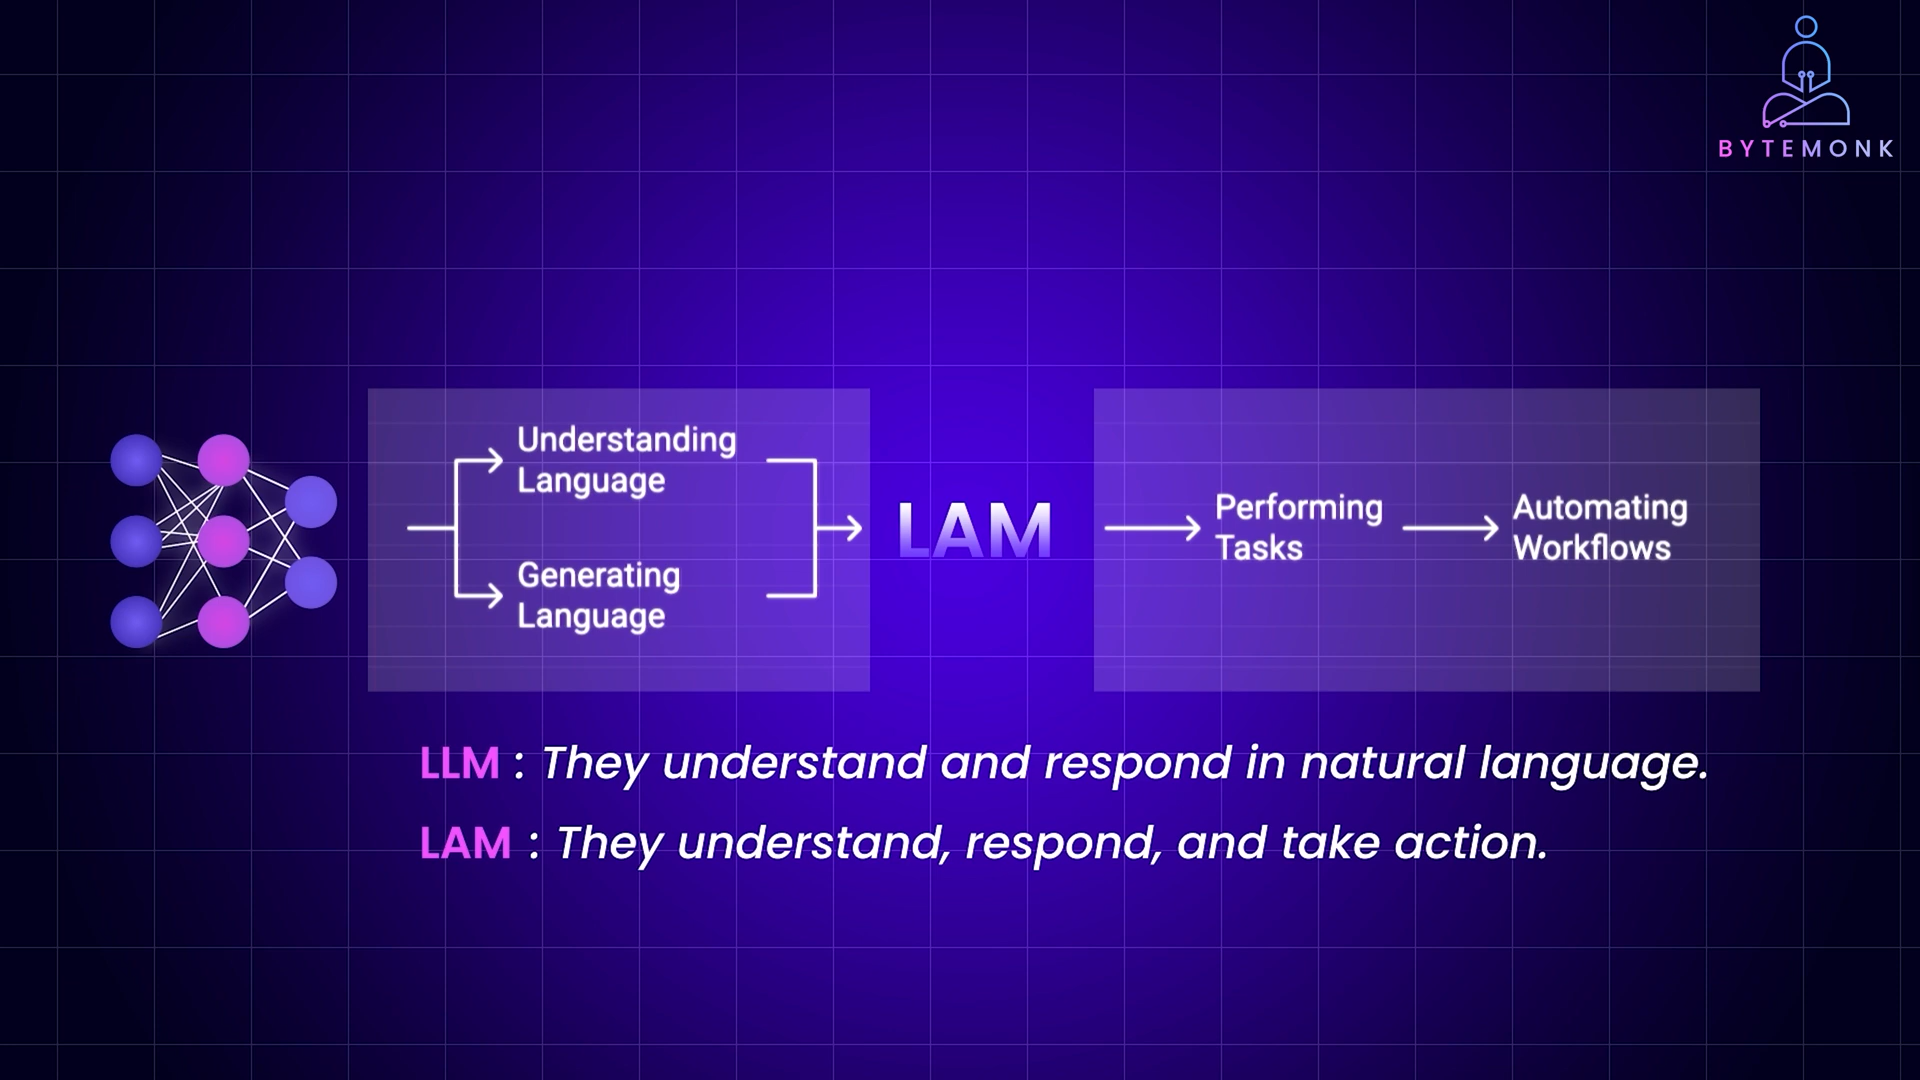 BYTEMONK
Understanding
Language
Generating
Language
LAM
Performing
Tasks
Automating
Workflows
LLM : They understand and respond in natural language.
LAM : They understand, respond, and take action.